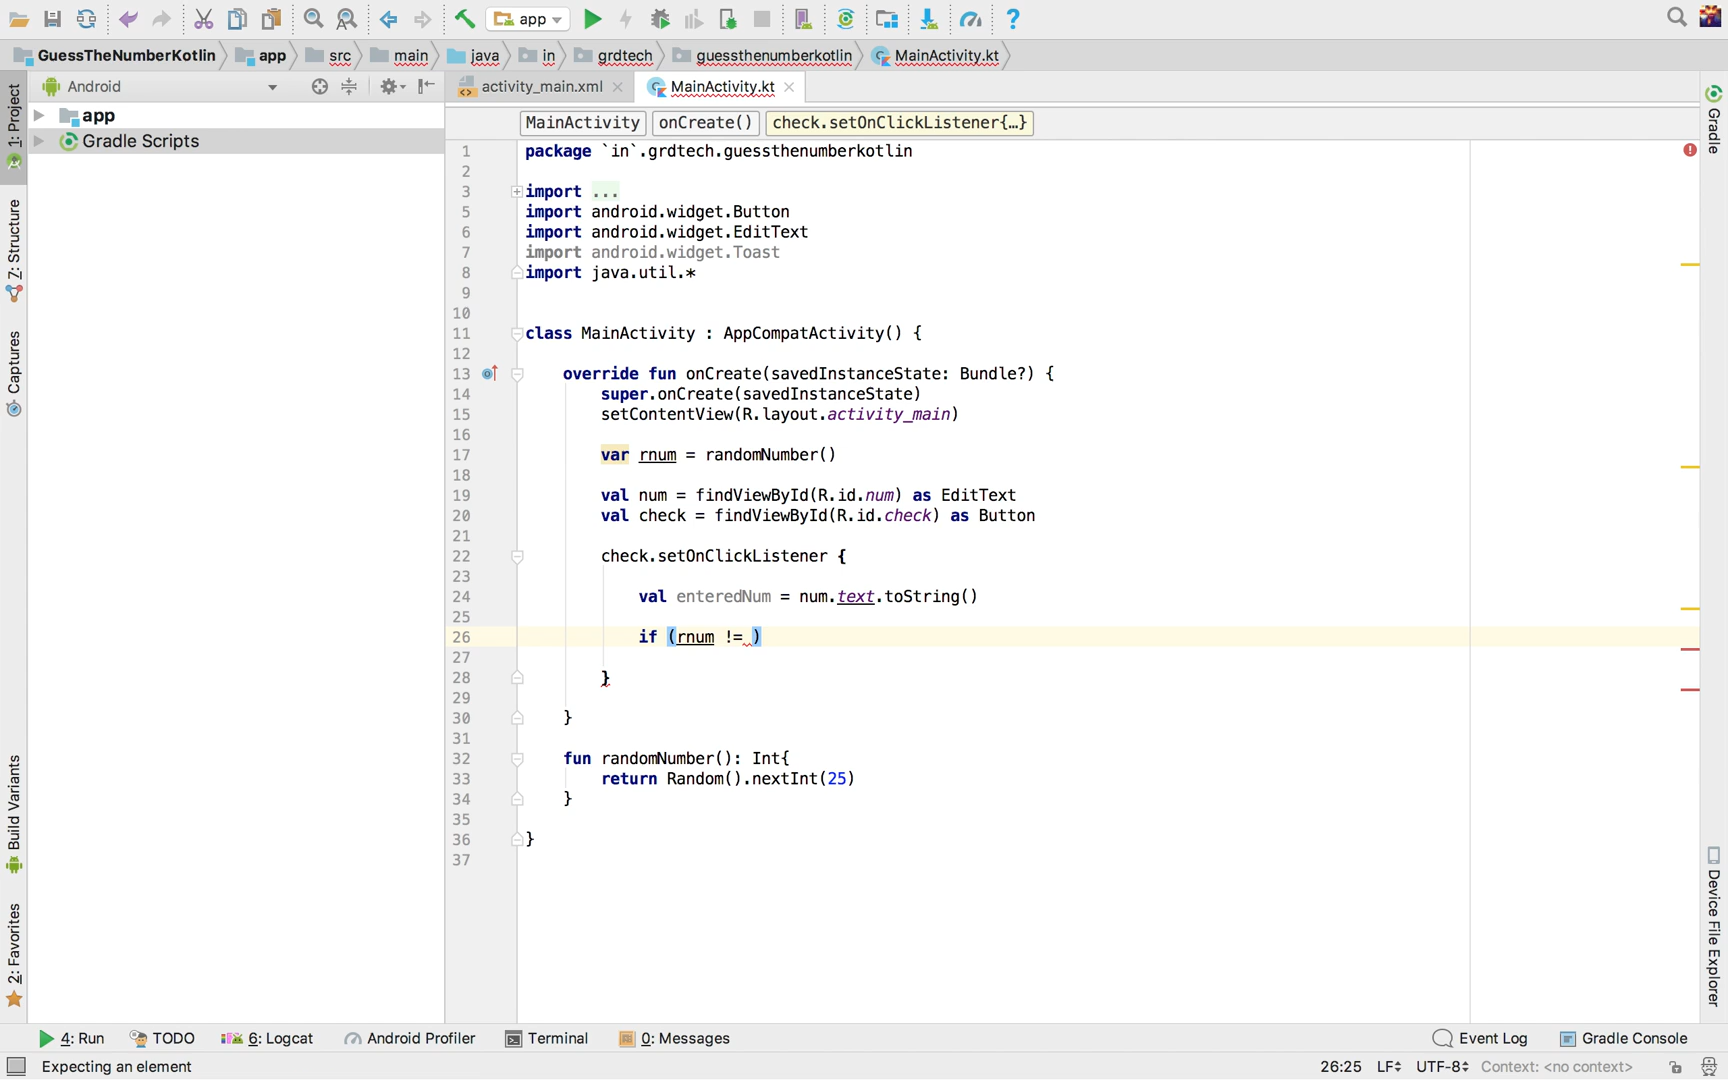 app
GuessTheNumberKotlin app src main java in grdtech guessthenumberkotlin MainActivity.kt
Android activity_main.xml MainActivity.kt
1: Project
7: Structure
Captures
Build Variants
2: Favorites
app
Gradle Scripts
MainActivity onCreate() check.setOnClickListener{…}
1 package `in`.grdtech.guessthenumberkotlin
2
3 import ...
5 import android.widget.Button
6 import android.widget.EditText
7 import android.widget.Toast
8 import java.util.*
9
10
11 class MainActivity : AppCompatActivity() {
12
13 override fun onCreate(savedInstanceState: Bundle?) {
14 super.onCreate(savedInstanceState)
15 setContentView(R.layout.activity_main)
16
17 var rnum = randomNumber()
18
19 val num = findViewById(R.id.num) as EditText
20 val check = findViewById(R.id.check) as Button
21
22 check.setOnClickListener {
23
24 val enteredNum = num.text.toString()
25
26 if (rnum != )
27
28 }
29
30 }
31
32 fun randomNumber(): Int{
33 return Random().nextInt(25)
34 }
35
36 }
37
Gradle
Device File Explorer
4: Run TODO 6: Logcat Android Profiler Terminal 0: Messages Event Log Gradle Console
Expecting an element 26:25 LF UTF-8 Context: <no context>